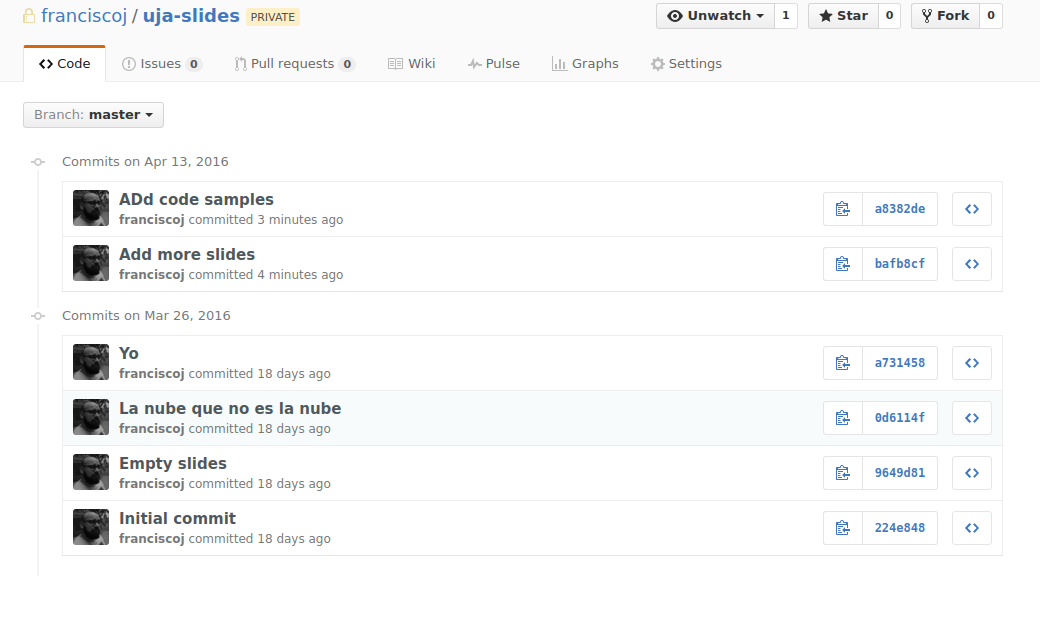 franciscoj / uja-slides PRIVATE Unwatch 1 Star 0 Fork 0
Code Issues 0 Pull requests 0 Wiki Pulse Graphs Settings
Branch: master
Commits on Apr 13, 2016
ADd code samples
franciscoj committed 3 minutes ago
a8382de
Add more slides
franciscoj committed 4 minutes ago
bafb8cf
Commits on Mar 26, 2016
Yo
franciscoj committed 18 days ago
a731458
La nube que no es la nube
franciscoj committed 18 days ago
0d6114f
Empty slides
franciscoj committed 18 days ago
9649d81
Initial commit
franciscoj committed 18 days ago
224e848